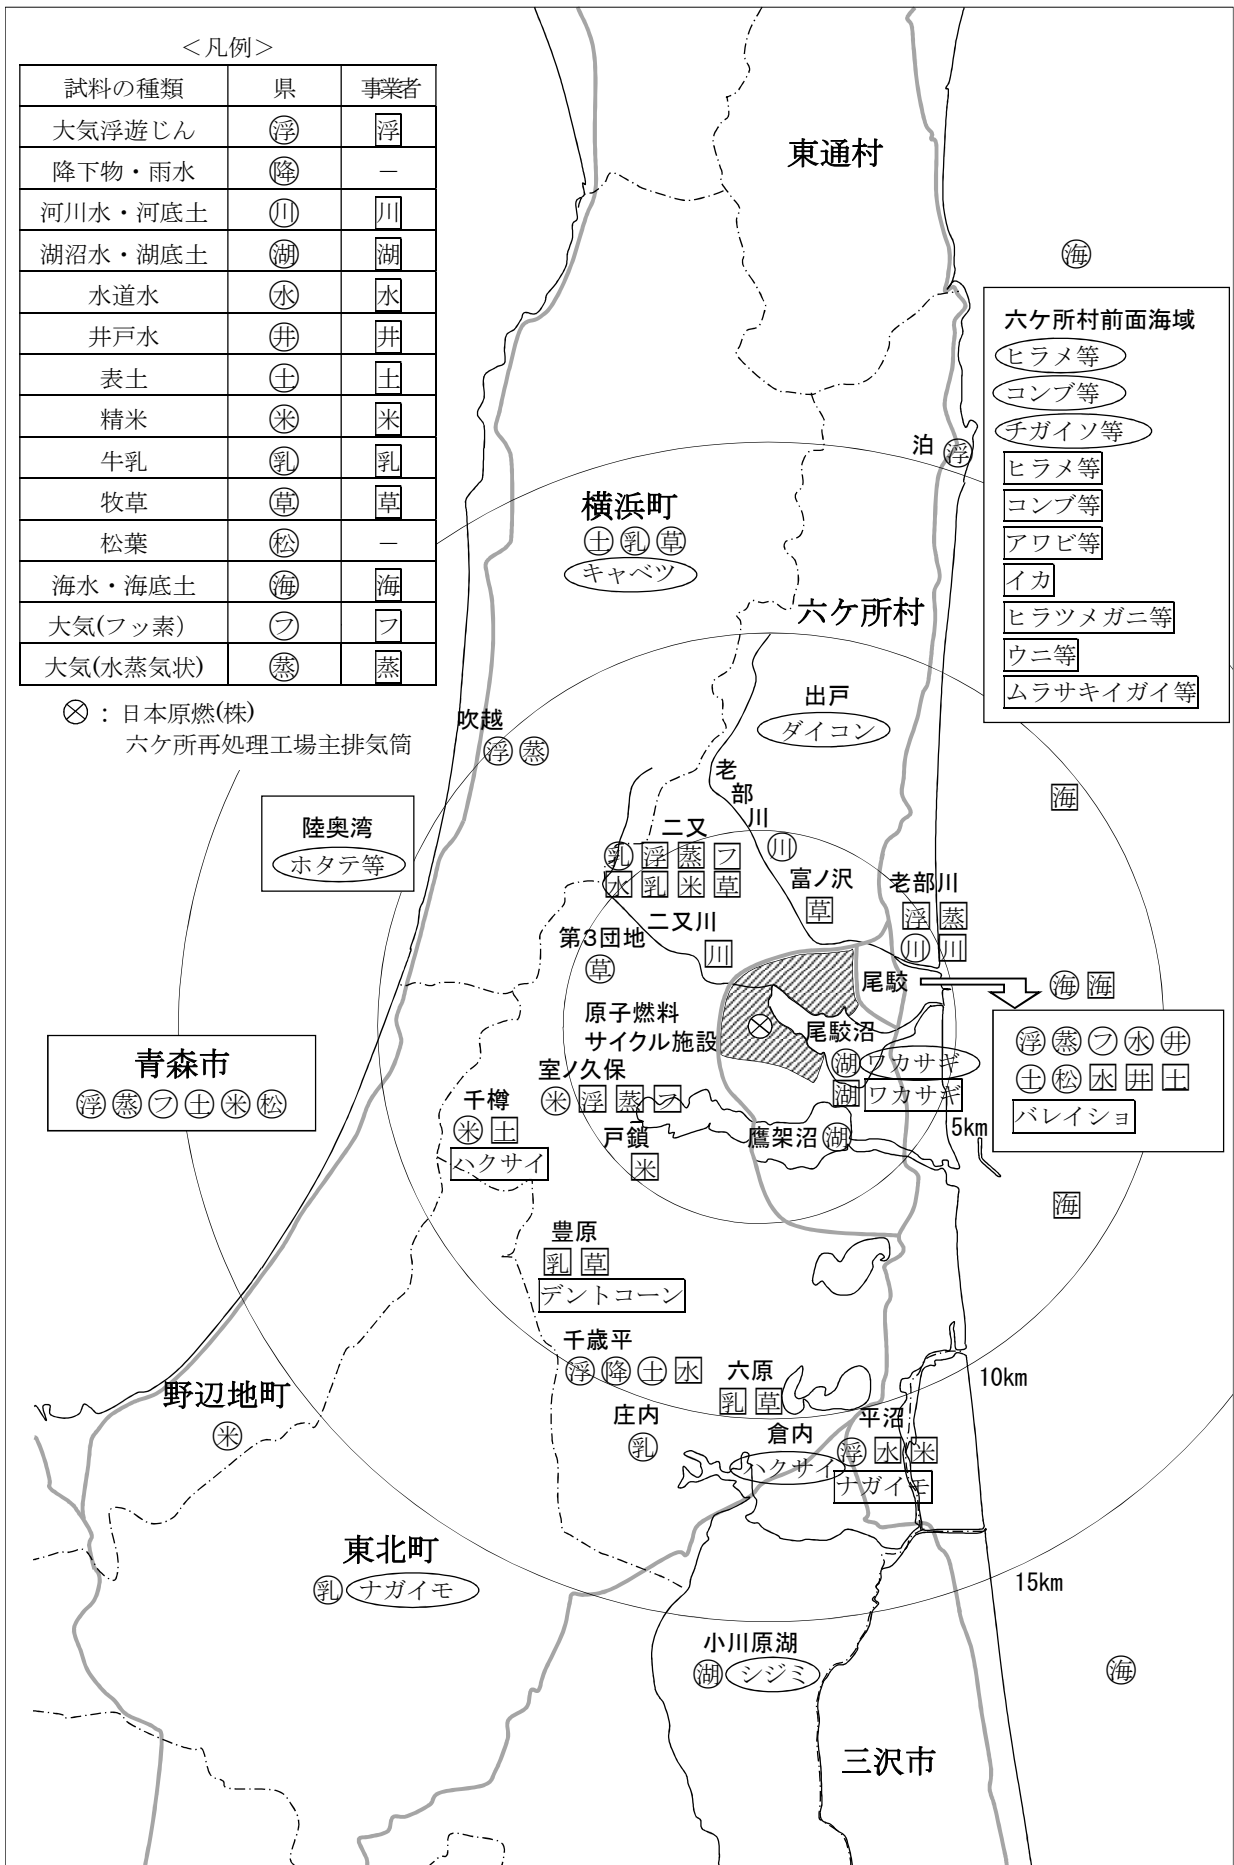 ＜凡例＞
試料の種類 県 事業者
大気浮遊じん 浮 浮
降下物・雨水 降 －
河川水・河底土 川 川
湖沼水・湖底土 湖 湖
水道水 水 水
井戸水 井 井
表土 土 土
精米 米 米
牛乳 乳 乳
牧草 草 草
松葉 松 －
海水・海底土 海 海
大気(フッ素） フ フ
大気(水蒸気状) 蒸 蒸
⊗：日本原燃(株)
六ケ所再処理工場主排気筒
東通村
海
六ケ所村前面海域
ヒラメ等
コンブ等
チガイソ等
ヒラメ等
コンブ等
アワビ等
イカ
ヒラツメガニ等
ウニ等
ムラサキイガイ等
泊 浮
横浜町
土 乳 草
キャベツ
六ケ所村
出戸
ダイコン
吹越
浮 蒸
老部川
川
海
陸奥湾
ホタテ等
二又
乳 浮 蒸 フ
水 乳 米 草
富ノ沢
草
老部川
浮 蒸
川 川
二又川
川
第3団地
草
尾駮
海 海
浮 蒸 フ 水 井
土 松 水 井 土
バレイショ
原子燃料
サイクル施設
尾駮沼
湖 ワカサギ
湖 ワカサギ
青森市
浮 蒸 フ 土 米 松
室ノ久保
米 浮 蒸 フ
千樽
米 土
ハクサイ
戸鎖
米
鷹架沼 湖
5km
海
豊原
乳 草
デントコーン
千歳平
浮 降 土 水
六原
乳 草
10km
野辺地町
米
庄内
乳
倉内
ハクサイ
平沼
浮 水 米
ナガイモ
東北町
乳 ナガイモ
15km
小川原湖
湖 シジミ
海
三沢市